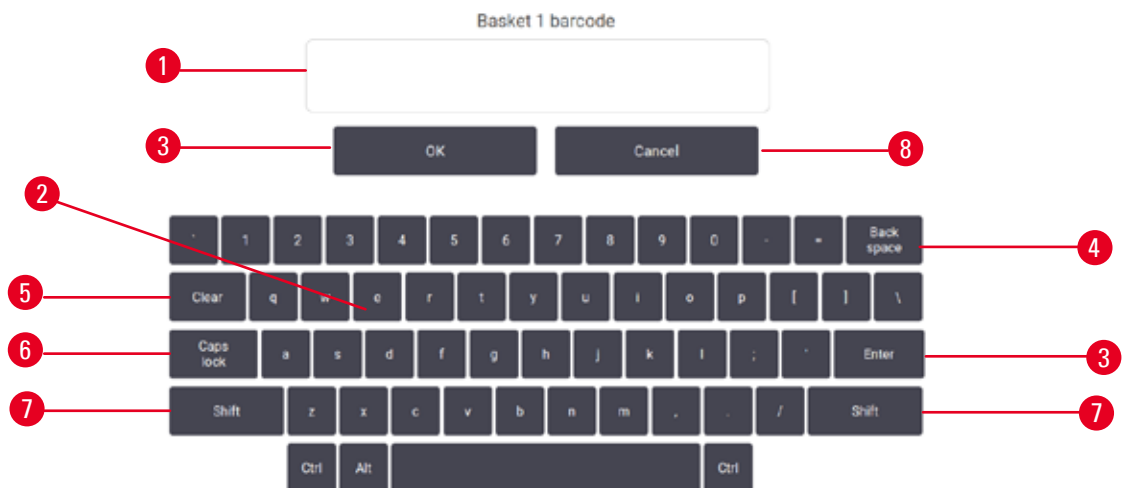 Basket 1 barcode
1
3 OK Cancel 8
2
` 1 2 3 4 5 6 7 8 9 0 - = Back space 4
5 Clear q w e r t y u i o p [ ] \
6 Caps lock a s d f g h j k l ; ' Enter 3
7 Shift z x c v b n m , . / Shift 7
Ctrl Alt Ctrl